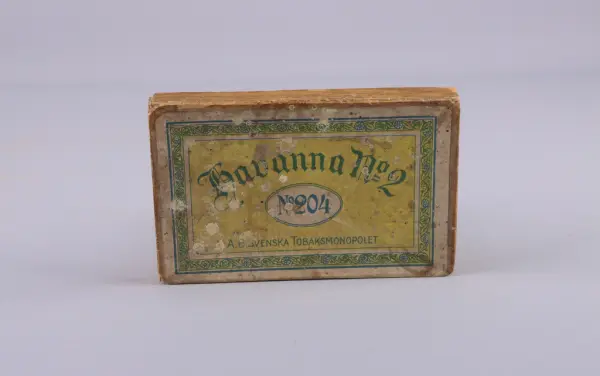 Havanna No 2
No 204
A. B. SVENSKA TOBAKSMONOPOLET